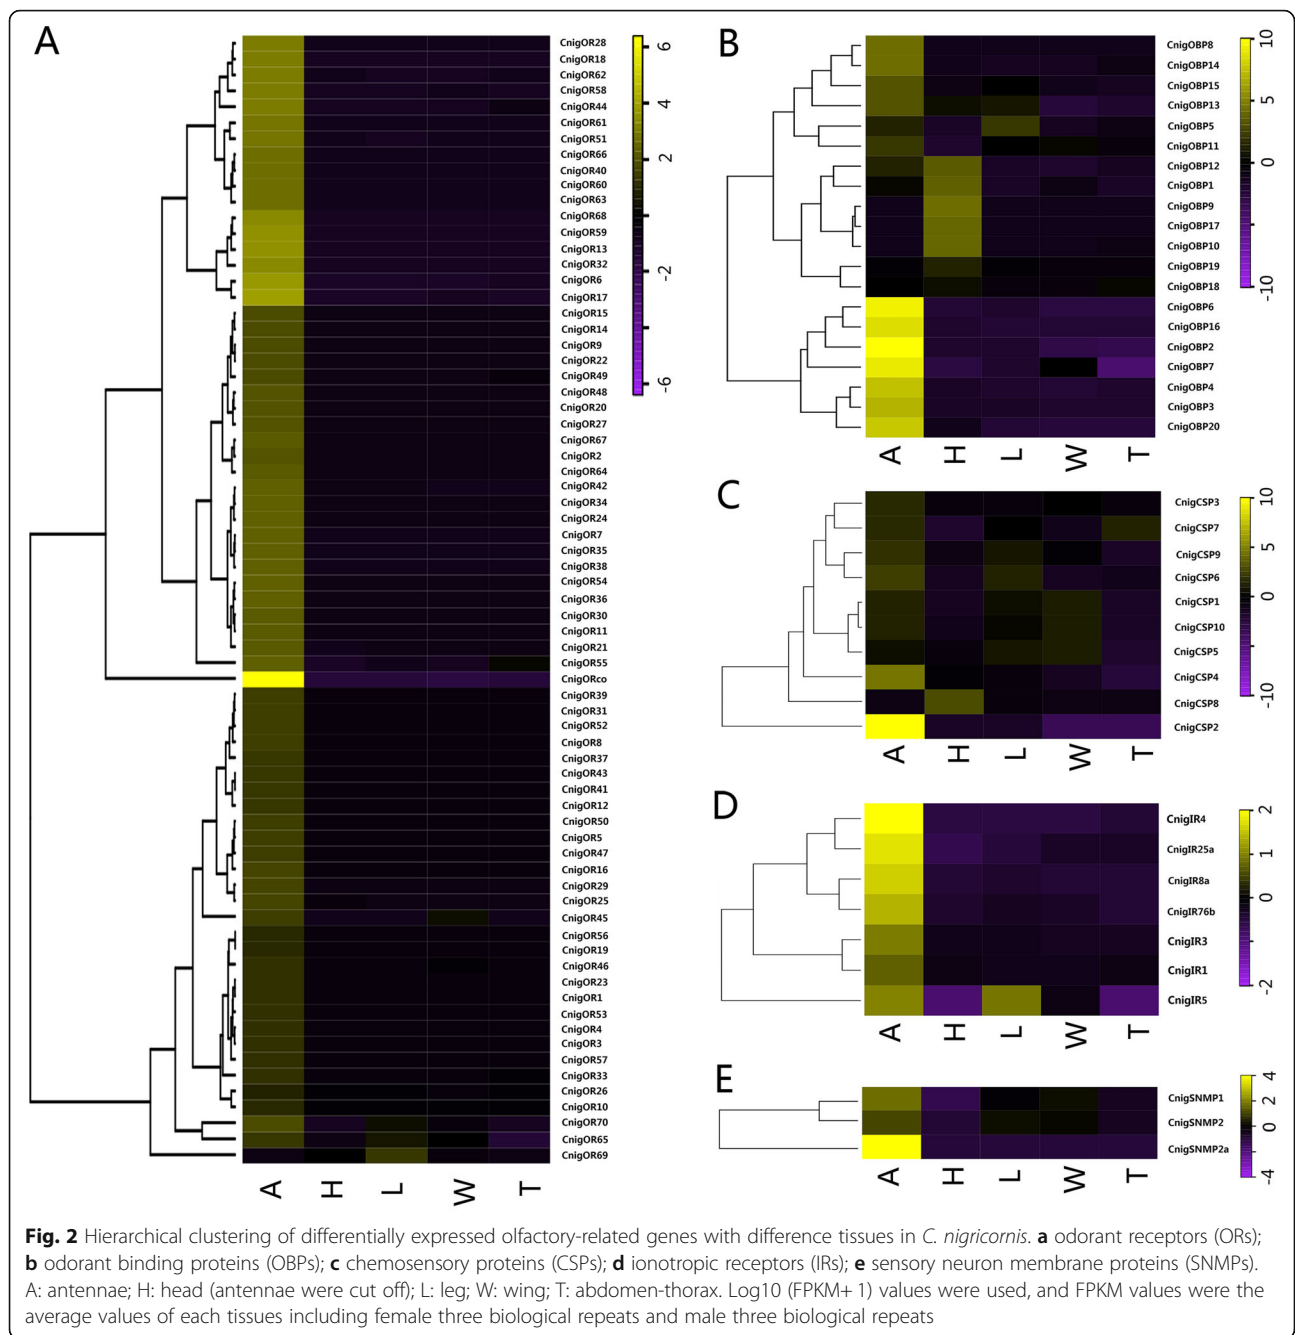 A
CnigOR28
CnigOR18
CnigOR62
CnigOR58
CnigOR44
CnigOR61
CnigOR51
CnigOR66
CnigOR40
CnigOR60
CnigOR63
CnigOR68
CnigOR59
CnigOR13
CnigOR32
CnigOR6
CnigOR17
CnigOR15
CnigOR14
CnigOR9
CnigOR22
CnigOR49
CnigOR48
CnigOR20
CnigOR27
CnigOR67
CnigOR2
CnigOR64
CnigOR42
CnigOR34
CnigOR24
CnigOR7
CnigOR35
CnigOR38
CnigOR54
CnigOR36
CnigOR30
CnigOR11
CnigOR21
CnigOR55
CnigORco
CnigOR39
CnigOR31
CnigOR52
CnigOR8
CnigOR37
CnigOR43
CnigOR41
CnigOR12
CnigOR50
CnigOR5
CnigOR47
CnigOR16
CnigOR29
CnigOR25
CnigOR45
CnigOR56
CnigOR19
CnigOR46
CnigOR23
CnigOR1
CnigOR53
CnigOR4
CnigOR3
CnigOR57
CnigOR33
CnigOR26
CnigOR10
CnigOR70
CnigOR65
CnigOR69
A H L W T
6
4
2
0
-2
-4
-6
B
CnigOBP8
CnigOBP14
CnigOBP15
CnigOBP13
CnigOBP5
CnigOBP11
CnigOBP12
CnigOBP1
CnigOBP9
CnigOBP17
CnigOBP10
CnigOBP19
CnigOBP18
CnigOBP6
CnigOBP16
CnigOBP2
CnigOBP7
CnigOBP4
CnigOBP3
CnigOBP20
A H L W T
10
5
0
-5
-10
C
CnigCSP3
CnigCSP7
CnigCSP9
CnigCSP6
CnigCSP1
CnigCSP10
CnigCSP5
CnigCSP4
CnigCSP8
CnigCSP2
A H L W T
10
5
0
-5
-10
D
CnigIR4
CnigIR25a
CnigIR8a
CnigIR76b
CnigIR3
CnigIR1
CnigIR5
A H L W T
2
1
0
-1
-2
E
CnigSNMP1
CnigSNMP2
CnigSNMP2a
A H L W T
4
2
0
-2
-4
Fig. 2 Hierarchical clustering of differentially expressed olfactory-related genes with difference tissues in C. nigricornis. a odorant receptors (ORs);
b odorant binding proteins (OBPs); c chemosensory proteins (CSPs); d ionotropic receptors (IRs); e sensory neuron membrane proteins (SNMPs).
A: antennae; H: head (antennae were cut off); L: leg; W: wing; T: abdomen-thorax. Log10 (FPKM+ 1) values were used, and FPKM values were the
average values of each tissues including female three biological repeats and male three biological repeats